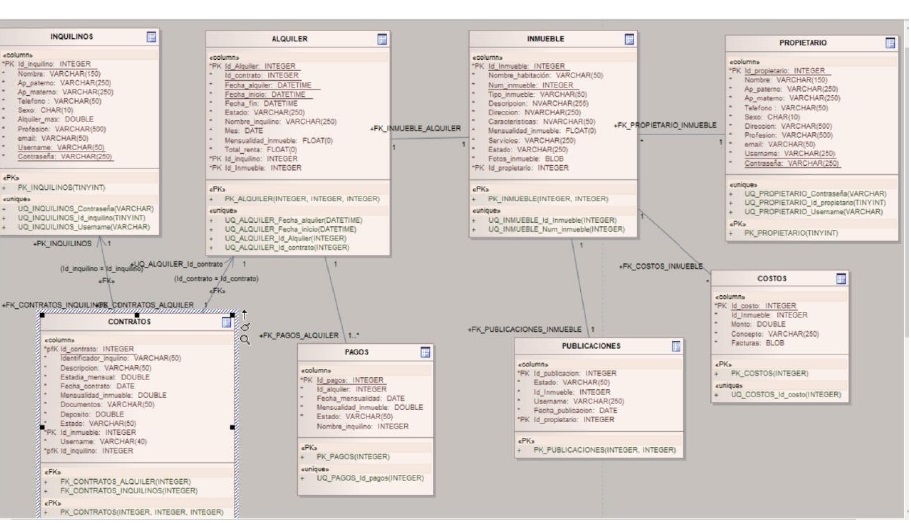 INQUILINOS
«column»
*PK Id_inquilino: INTEGER
* Nombre: VARCHAR(150)
* Ap_paterno: VARCHAR(250)
* Ap_materno: VARCHAR(250)
* Telefono : VARCHAR(50)
* Sexo: CHAR(10)
* Alquiler_max: DOUBLE
* Profesion: VARCHAR(500)
* email: VARCHAR(50)
* Username: VARCHAR(50)
* Contraseña: VARCHAR(250)
«PK»
+ PK_INQUILINOS(TINYINT)
«unique»
+ UQ_INQUILINOS_Contraseña(VARCHAR)
+ UQ_INQUILINOS_Id_inquilino(TINYINT)
+ UQ_INQUILINOS_Username(VARCHAR)
ALQUILER
«column»
*PK Id_Alquiler: INTEGER
* Id_contrato: INTEGER
* Fecha_alquiler: DATETIME
* Fecha_inicio: DATETIME
* Fecha_fin: DATETIME
* Estado: VARCHAR(250)
* Nombre_inquilino: VARCHAR(250)
* Mes: DATE
* Mensualidad_inmueble: FLOAT(0)
* Total_renta: FLOAT(0)
*PK Id_inquilino: INTEGER
*PK Id_Inmueble: INTEGER
«PK»
+ PK_ALQUILER(INTEGER, INTEGER, INTEGER)
«unique»
+ UQ_ALQUILER_Fecha_alquiler(DATETIME)
+ UQ_ALQUILER_Fecha_inicio(DATETIME)
+ UQ_ALQUILER_Id_Alquiler(INTEGER)
+ UQ_ALQUILER_Id_contrato(INTEGER)
+FK_INMUEBLE_ALQUILER
1
1
INMUEBLE
«column»
*PK Id_Inmueble: INTEGER
* Nombre_habitación: VARCHAR(50)
* Num_inmueble: INTEGER
* Tipo_inmueble: VARCHAR(50)
* Descripcion: NVARCHAR(255)
* Direccion: NVARCHAR(250)
* Caracteristicas: NVARCHAR(50)
* Mensualidad_inmueble: FLOAT(0)
* Servicios: VARCHAR(250)
* Estado: VARCHAR(250)
* Fotos_inmueble: BLOB
*PK Id_propietario: INTEGER
«PK»
+ PK_INMUEBLE(INTEGER, INTEGER)
«unique»
+ UQ_INMUEBLE_Id_Inmueble(INTEGER)
+ UQ_INMUEBLE_Num_inmueble(INTEGER)
+FK_PROPIETARIO_INMUEBLE
*
1
PROPIETARIO
«column»
*PK Id_propietario: INTEGER
* Nombre: VARCHAR(150)
* Ap_paterno: VARCHAR(250)
* Ap_materno: VARCHAR(250)
* Telefono : VARCHAR(50)
* Sexo: CHAR(10)
* Direccion: VARCHAR(500)
* Profesion: VARCHAR(500)
* email: VARCHAR(50)
* Username: VARCHAR(250)
* Contraseña: VARCHAR(250)
«unique»
+ UQ_PROPIETARIO_Contraseña(VARCHAR)
+ UQ_PROPIETARIO_Id_propietario(TINYINT)
+ UQ_PROPIETARIO_Username(VARCHAR)
«PK»
+ PK_PROPIETARIO(TINYINT)
+PK_INQUILINOS 1
(Id_inquilino = Id_inquilino)
«FK»
+FK_CONTRATOS_INQUILINOS
+UQ_ALQUILER_Id_contrato 1
(Id_contrato = Id_contrato)
«FK»
+FK_CONTRATOS_ALQUILER 1
1
+FK_PAGOS_ALQUILER 1..*
1
+FK_PUBLICACIONES_INMUEBLE 1
1
+FK_COSTOS_INMUEBLE
*
CONTRATOS
«column»
*pfK Id_contrato: INTEGER
* Identificador_inquilino: VARCHAR(50)
* Descripcion: VARCHAR(50)
* Estadia_mensual: DOUBLE
* Fecha_contrato: DATE
* Mensualidad_inmueble: DOUBLE
* Documentos: VARCHAR(250)
* Deposito: DOUBLE
* Estado: VARCHAR(50)
*PK Id_inmueble: INTEGER
* Username: VARCHAR(40)
*pfK Id_inquilino: INTEGER
«FK»
+ FK_CONTRATOS_ALQUILER(INTEGER)
+ FK_CONTRATOS_INQUILINOS(INTEGER)
«PK»
+ PK_CONTRATOS(INTEGER, INTEGER, INTEGER)
PAGOS
«column»
*PK Id_pagos: INTEGER
* Id_alquiler: INTEGER
* Fecha_mensualidad: DATE
* Mensualidad_inmueble: DOUBLE
* Estado: VARCHAR(50)
* Nombre_inquilino: INTEGER
«PK»
+ PK_PAGOS(INTEGER)
«unique»
+ UQ_PAGOS_Id_pagos(INTEGER)
PUBLICACIONES
«column»
*PK Id_publicacion: INTEGER
* Estado: VARCHAR(50)
* Id_Inmueble: INTEGER
* Username: VARCHAR(250)
* Fecha_publicacion: DATE
*PK Id_propietario: INTEGER
«PK»
+ PK_PUBLICACIONES(INTEGER, INTEGER)
COSTOS
«column»
*PK Id_costo: INTEGER
* Id_Inmueble: INTEGER
* Monto: DOUBLE
* Concepto: VARCHAR(250)
* Facturas: BLOB
«PK»
+ PK_COSTOS(INTEGER)
«unique»
+ UQ_COSTOS_Id_costo(INTEGER)